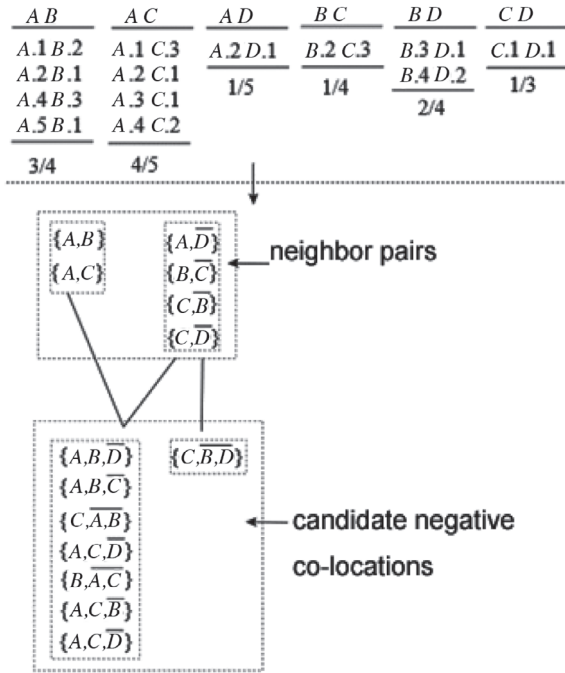 A B A C A D B C B D C D
A.1 B.2 A.1 C.3 A.2 D.1 B.2 C.3 B.3 D.1 C.1 D.1
A.2 B.1 A.2 C.1 1/5 1/4 B.4 D.2 1/3
A.4 B.3 A.3 C.1 2/4
A.5 B.1 A.4 C.2
3/4 4/5
{A,B} {A,D̅}
{A,C} {B,C̅}
{C,B̅}
{C,D̅}
neighbor pairs
{A,B,D̅} {C,B̅,D̅}
{A,B,C̅}
{C,A̅,B̅}
{A,C,D̅}
{B,A̅,C̅}
{A,C,B̅}
{A,C,D̅}
candidate negative
co-locations